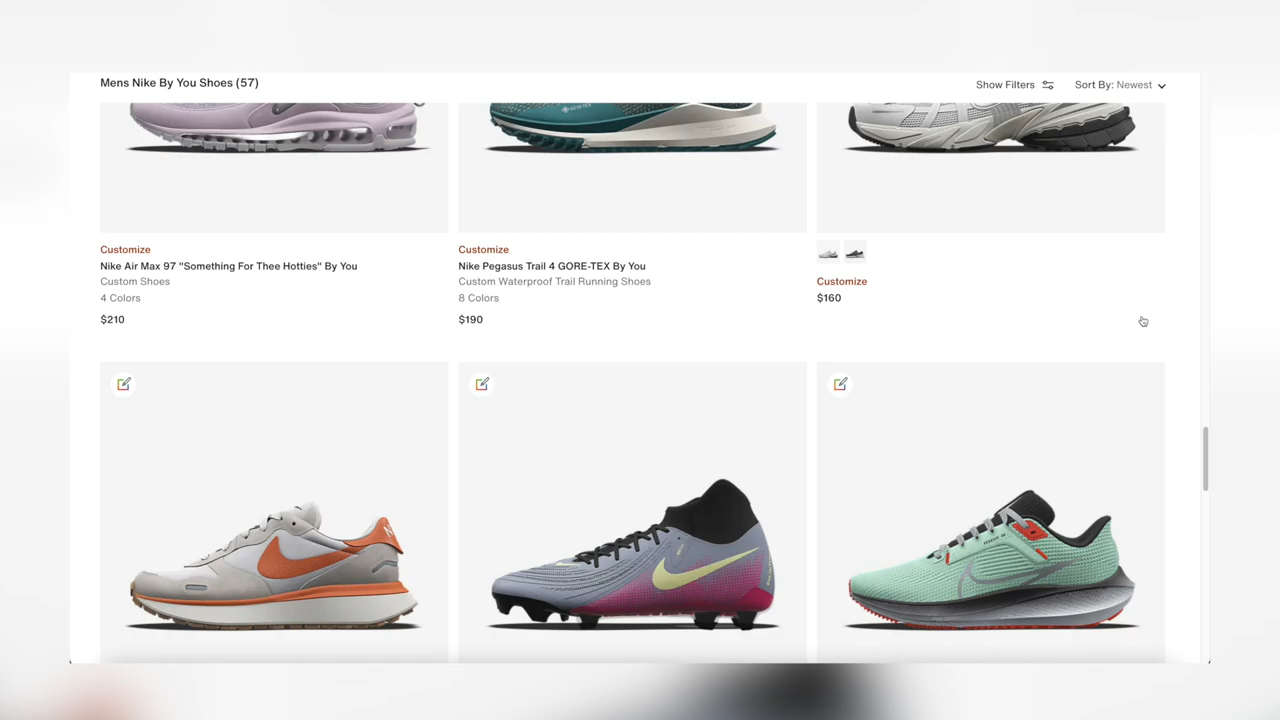 Mens Nike By You Shoes (57)
Show Filters
Sort By: Newest
Customize
Nike Air Max 97 "Something For Thee Hotties" By You
Custom Shoes
4 Colors
$210
Customize
Nike Pegasus Trail 4 GORE-TEX By You
Custom Waterproof Trail Running Shoes
8 Colors
$190
Customize
$160